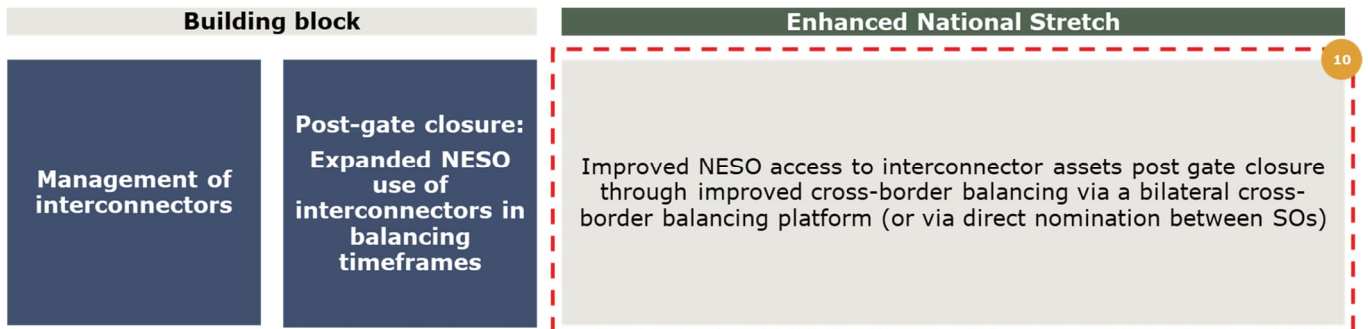 Building block
Enhanced National Stretch
10
Management of
interconnectors
Post-gate closure:
Expanded NESO
use of
interconnectors in
balancing
timeframes
Improved NESO access to interconnector assets post gate closure
through improved cross-border balancing via a bilateral cross-
border balancing platform (or via direct nomination between SOs)